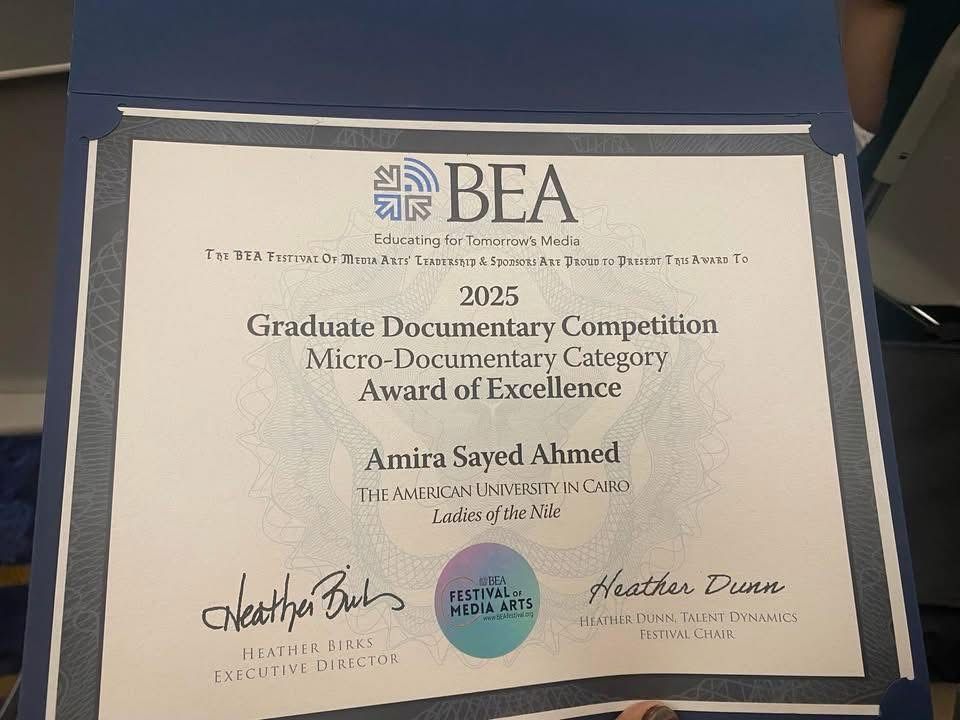 BEA
Educating for Tomorrow's Media
The BEA Festival Of Media Arts' Leadership & Sponsors Are Proud to Present This Award To
2025
Graduate Documentary Competition
Micro-Documentary Category
Award of Excellence
Amira Sayed Ahmed
THE AMERICAN UNIVERSITY IN CAIRO
Ladies of the Nile
Heather Birks
HEATHER BIRKS
EXECUTIVE DIRECTOR
BEA
FESTIVAL OF
MEDIA ARTS
www.BEAfestival.org
Heather Dunn
HEATHER DUNN, TALENT DYNAMICS
FESTIVAL CHAIR